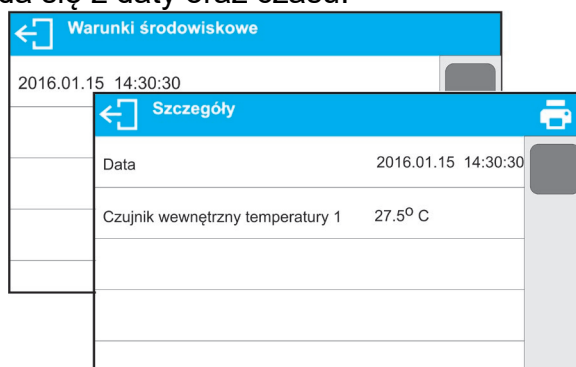 się z daty oraz czasu.
Warunki środowiskowe
2016.01.15 14:30:30
Szczegóły
Data 2016.01.15 14:30:30
Czujnik wewnętrzny temperatury 1 27.5º C